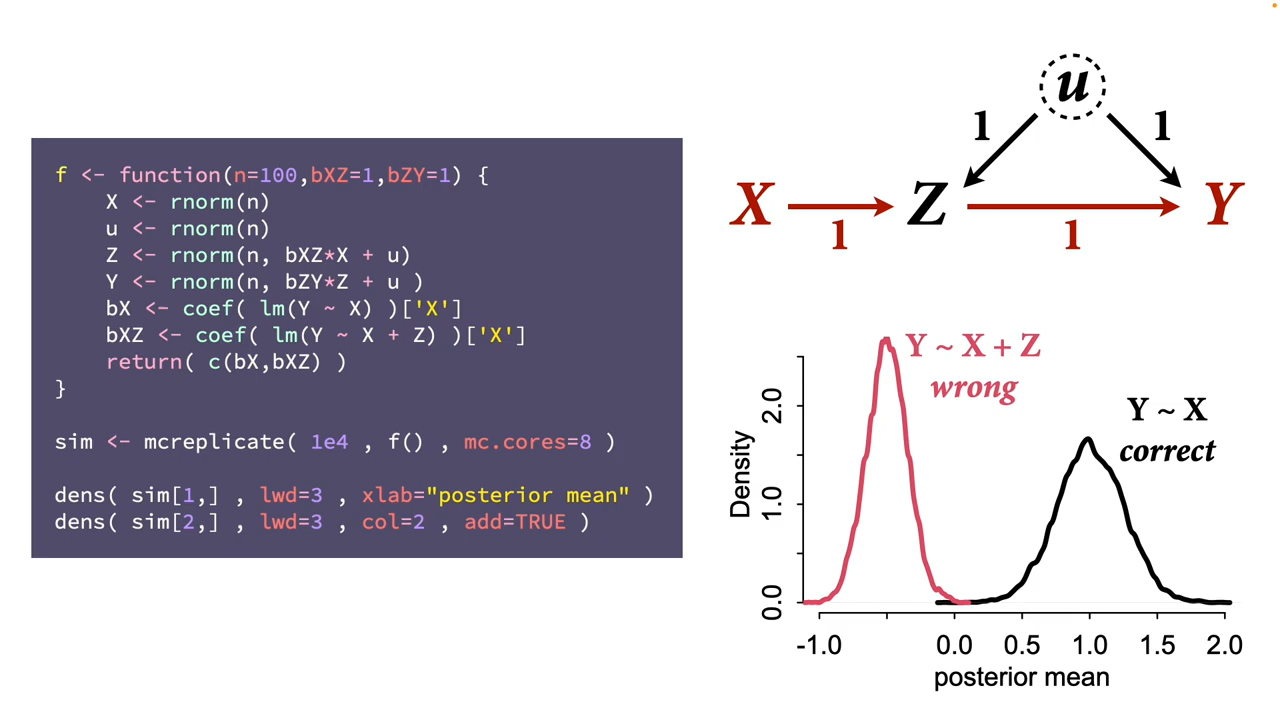 f <- function(n=100,bXZ=1,bZY=1) {
X <- rnorm(n)
u <- rnorm(n)
Z <- rnorm(n, bXZ*X + u)
Y <- rnorm(n, bZY*Z + u )
bX <- coef( lm(Y ~ X) )['X']
bXZ <- coef( lm(Y ~ X + Z) )['X']
return( c(bX,bXZ) )
}
sim <- mcreplicate( 1e4 , f() , mc.cores=8 )
dens( sim[1,] , lwd=3 , xlab="posterior mean" )
dens( sim[2,] , lwd=3 , col=2 , add=TRUE )
u
1 1
X Z Y
1 1
Y ~ X + Z
wrong
Y ~ X
correct
Density
2.0
1.0
0.0
-1.0 0.0 0.5 1.0 1.5 2.0
posterior mean